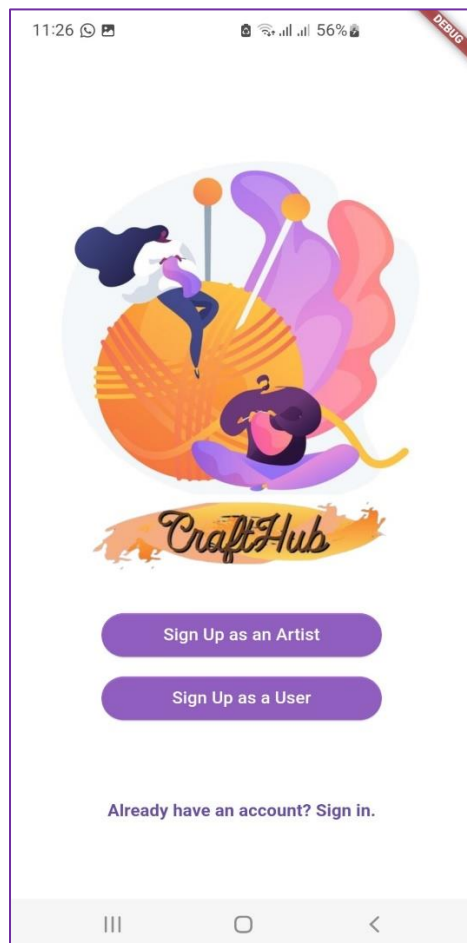 11:26 56%
DEBUG
CraftHub
Sign Up as an Artist
Sign Up as a User
Already have an account? Sign in.